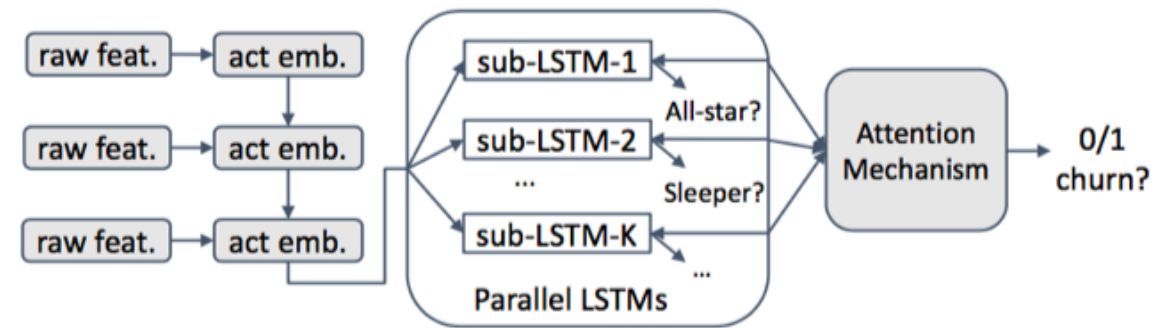 raw feat.
act emb.
raw feat.
act emb.
raw feat.
act emb.
sub-LSTM-1
All-star?
sub-LSTM-2
Sleeper?
...
sub-LSTM-K
...
Parallel LSTMs
Attention
Mechanism
0/1
churn?